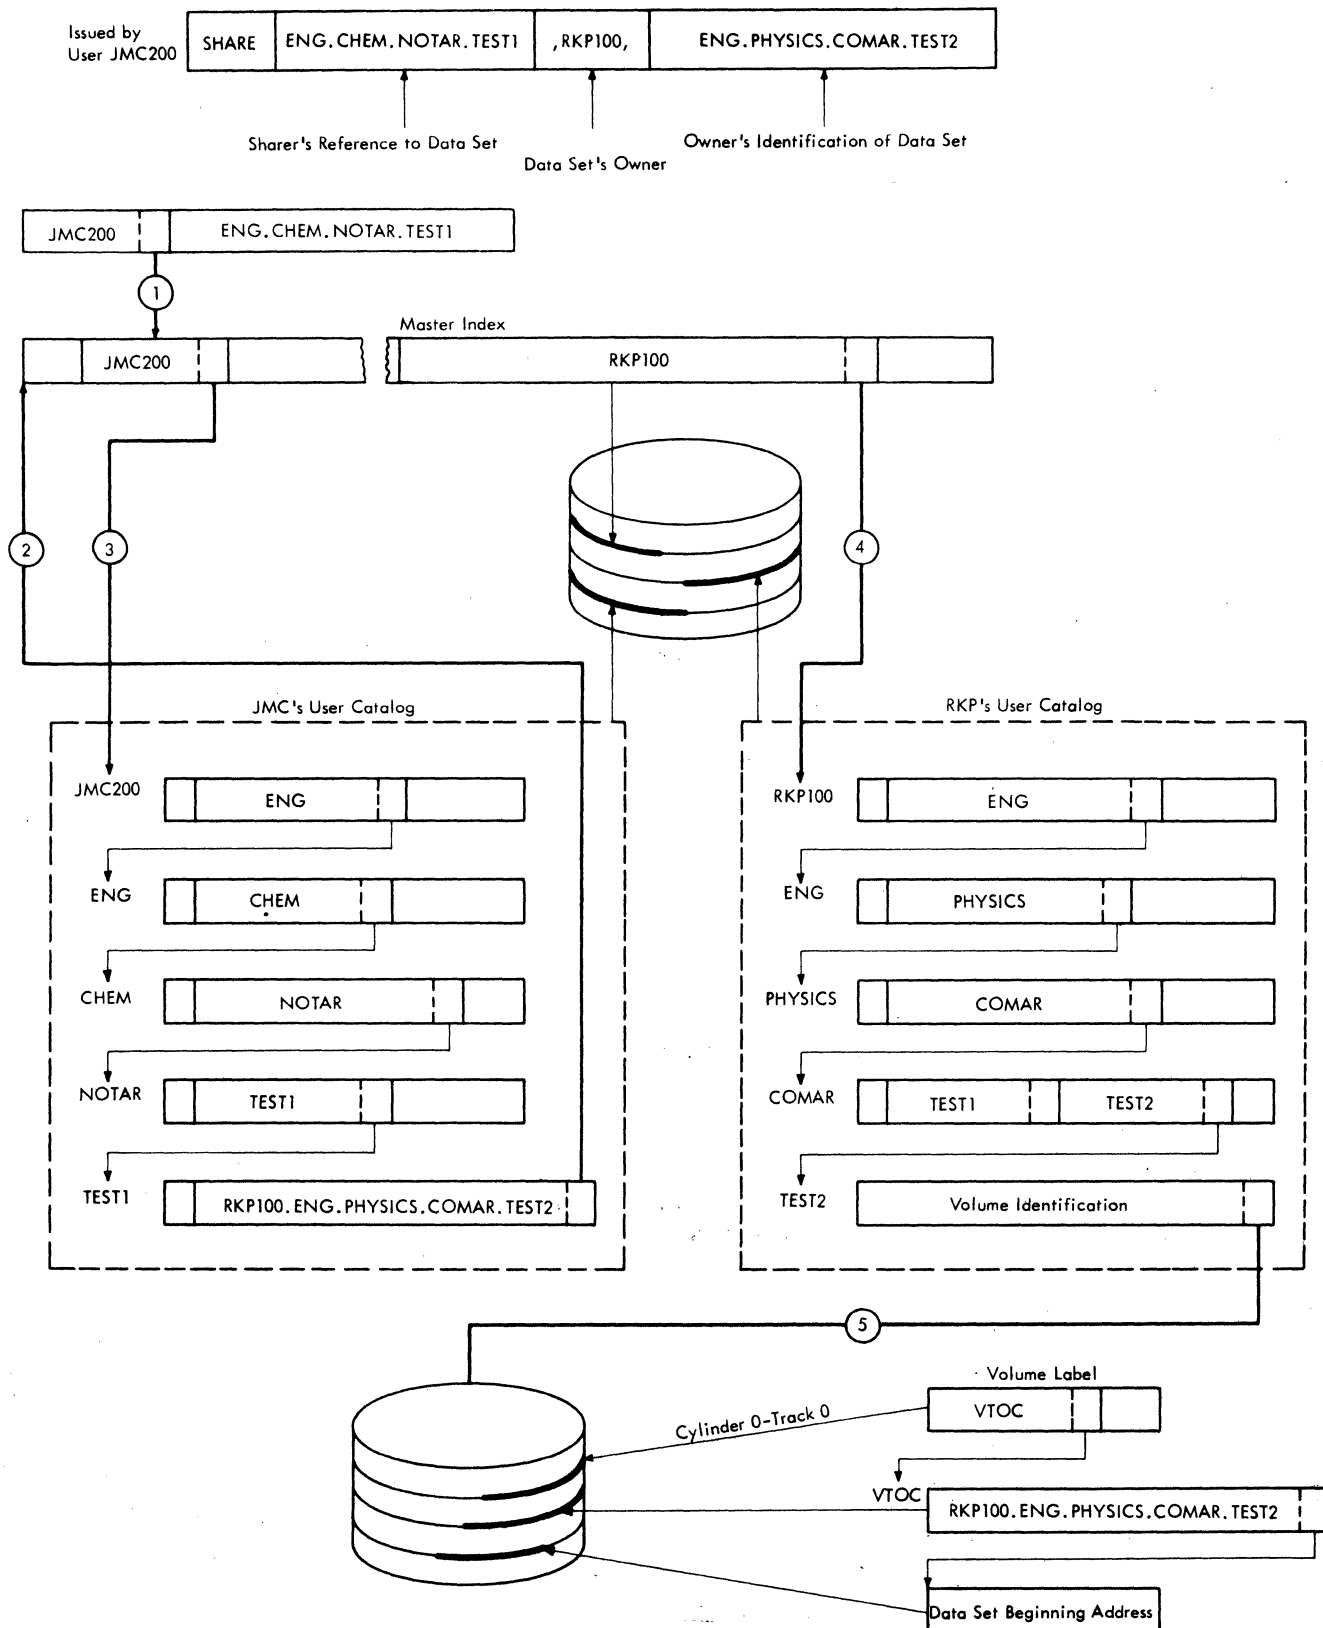 Issued by
User JMC200
SHARE
ENG.CHEM.NOTAR.TEST1
,RKP100,
ENG.PHYSICS.COMAR.TEST2
Sharer's Reference to Data Set
Data Set's Owner
Owner's Identification of Data Set
JMC200
ENG.CHEM.NOTAR.TEST1
1
Master Index
JMC200
RKP100
2
3
4
JMC's User Catalog
RKP's User Catalog
JMC200
ENG
RKP100
ENG
ENG
CHEM
ENG
PHYSICS
CHEM
NOTAR
PHYSICS
COMAR
NOTAR
TEST1
COMAR
TEST1
TEST2
TEST1
RKP100.ENG.PHYSICS.COMAR.TEST2
TEST2
Volume Identification
5
Volume Label
VTOC
Cylinder 0-Track 0
VTOC
RKP100.ENG.PHYSICS.COMAR.TEST2
Data Set Beginning Address